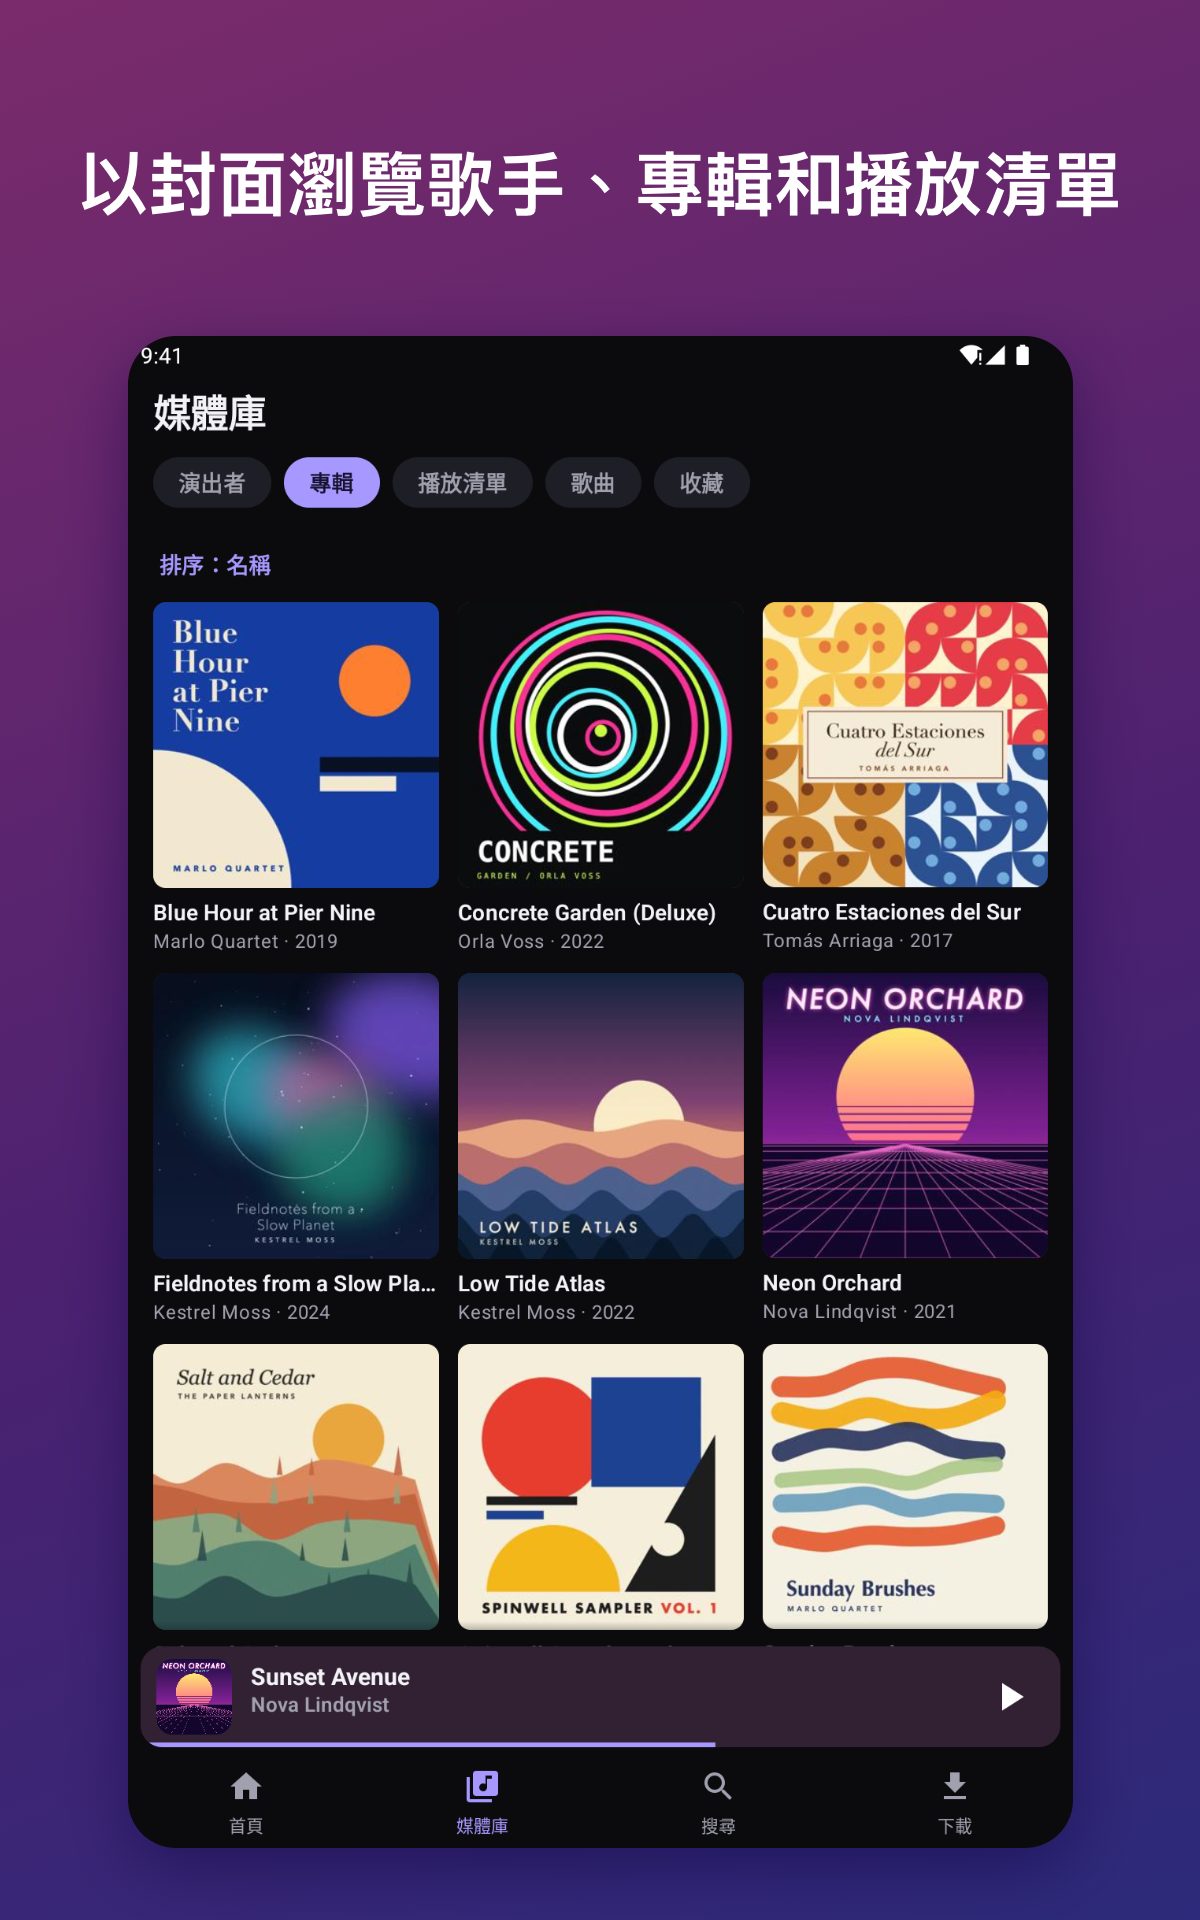 以封面瀏覽歌手、專輯和播放清單
9:41
媒體庫
演出者 專輯 播放清單 歌曲 收藏
排序：名稱
Blue
Hour
at Pier
Nine
MARLO QUARTET
CONCRETE
GARDEN / ORLA VOSS
Cuatro Estaciones
del Sur
TOMÁS ARRIAGA
Blue Hour at Pier Nine
Marlo Quartet · 2019
Concrete Garden (Deluxe)
Orla Voss · 2022
Cuatro Estaciones del Sur
Tomás Arriaga · 2017
Fieldnotes from a
Slow Planet
KESTREL MOSS
LOW TIDE ATLAS
KESTREL MOSS
NEON ORCHARD
NOVA LINDQVIST
Fieldnotes from a Slow Pla...
Kestrel Moss · 2024
Low Tide Atlas
Kestrel Moss · 2022
Neon Orchard
Nova Lindqvist · 2021
Salt and Cedar
THE PAPER LANTERNS
SPINWELL SAMPLER VOL. 1
Sunday Brushes
MARLO QUARTET
NEON ORCHARD
Sunset Avenue
Nova Lindqvist
首頁 媒體庫 搜尋 下載